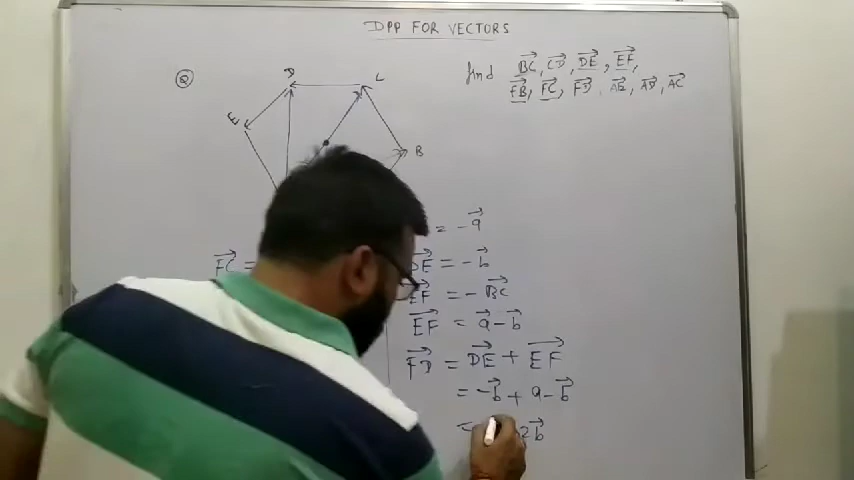 DPP FOR VECTORS
Q
find BC⃗, CD⃗, DE⃗, EF⃗,
FB⃗, FC⃗, FD⃗, AE⃗, AD⃗, AC⃗
D
C
E
B
= -a⃗
FC⃗ =
DE⃗ = -b⃗
EF⃗ = -BC⃗
EF⃗ = a⃗-b⃗
FD⃗ = DE⃗ + EF⃗
= -b⃗ + a-b⃗
= 2b⃗